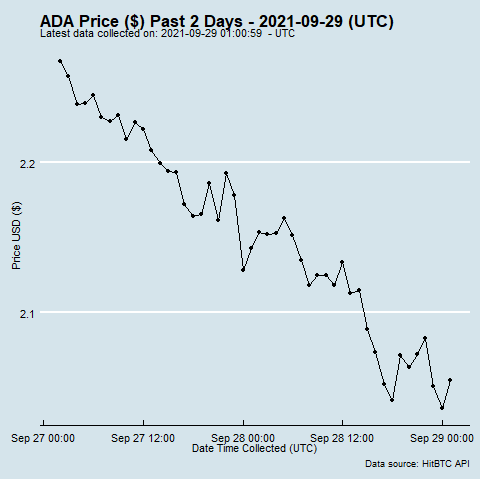 ADA Price ($) Past 2 Days - 2021-09-29 (UTC)
Latest data collected on: 2021-09-29 01:00:59 - UTC
2.2
Price USD ($)
2.1
Sep 27 00:00 Sep 27 12:00 Sep 28 00:00 Sep 28 12:00 Sep 29 00:00
Date Time Collected (UTC)
Data source: HitBTC API